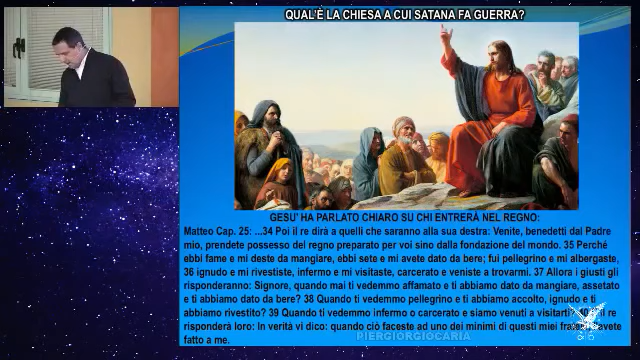 QUAL'È LA CHIESA A CUI SATANA FA GUERRA?
GESU' HA PARLATO CHIARO SU CHI ENTRERÀ NEL REGNO:
Matteo Cap. 25: ...34 Poi il re dirà a quelli che saranno alla sua destra: Venite, benedetti dal Padre
mio, prendete possesso del regno preparato per voi sino dalla fondazione del mondo. 35 Perché
ebbi fame e mi deste da mangiare, ebbi sete e mi avete dato da bere; fui pellegrino e mi albergaste,
36 ignudo e mi rivestiste, infermo e mi visitaste, carcerato e veniste a trovarmi. 37 Allora i giusti gli
risponderanno: Signore, quando mai ti vedemmo affamato e ti abbiamo dato da mangiare, assetato
e ti abbiamo dato da bere? 38 Quando ti vedemmo pellegrino e ti abbiamo accolto, ignudo e ti
abbiamo rivestito? 39 Quando ti vedemmo infermo o carcerato e siamo venuti a visitarti? il re
risponderà loro: In verità vi dico: quando ciò faceste ad uno dei minimi di questi miei
fatto a me.
PIERGIORGIOCARIA